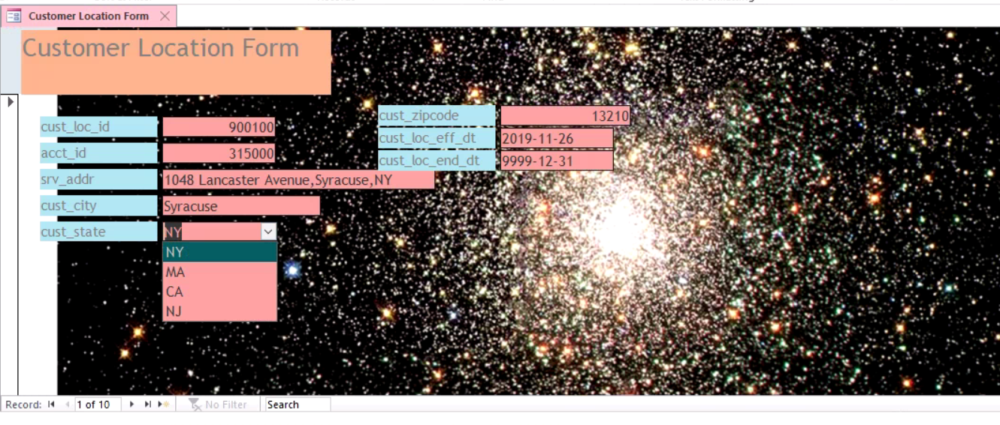 Customer Location Form
Customer Location Form
cust_loc_id 900100
acct_id 315000
srv_addr 1048 Lancaster Avenue,Syracuse,NY
cust_city Syracuse
cust_state NY
NY
MA
CA
NJ
cust_zipcode 13210
cust_loc_eff_dt 2019-11-26
cust_loc_end_dt 9999-12-31
Record: 1 of 10 No Filter Search